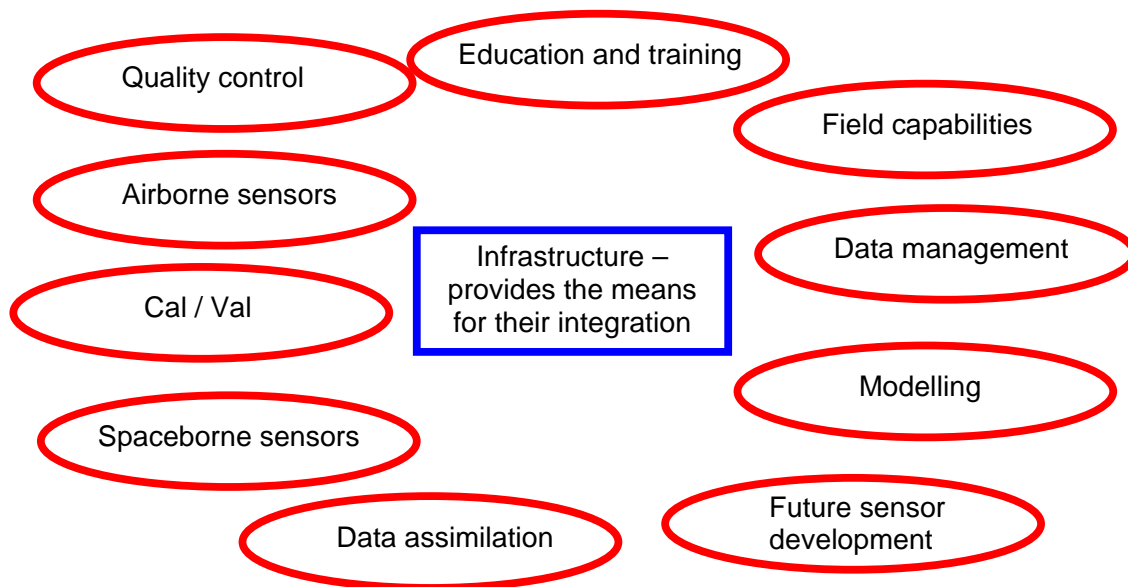 Education and training
Quality control
Field capabilities
Airborne sensors
Data management
Infrastructure –
provides the means
for their integration
Cal / Val
Modelling
Spaceborne sensors
Future sensor
development
Data assimilation